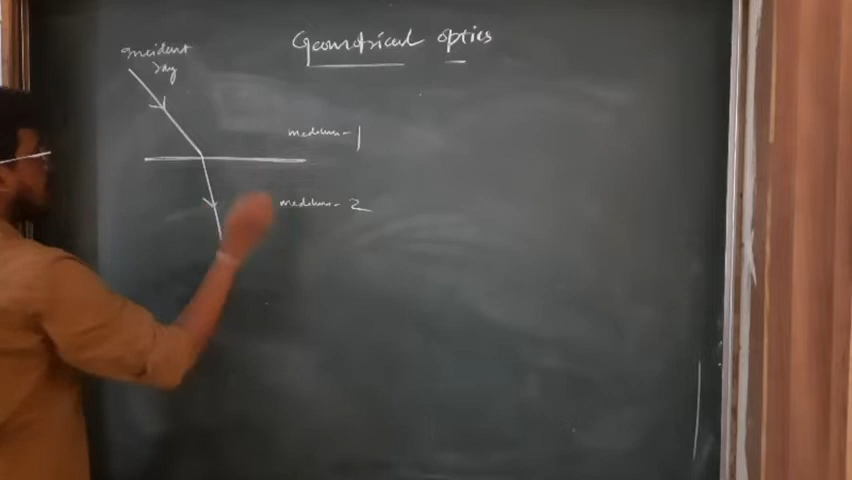 Geometrical optics
Incident
ray
medium-1
medium-2